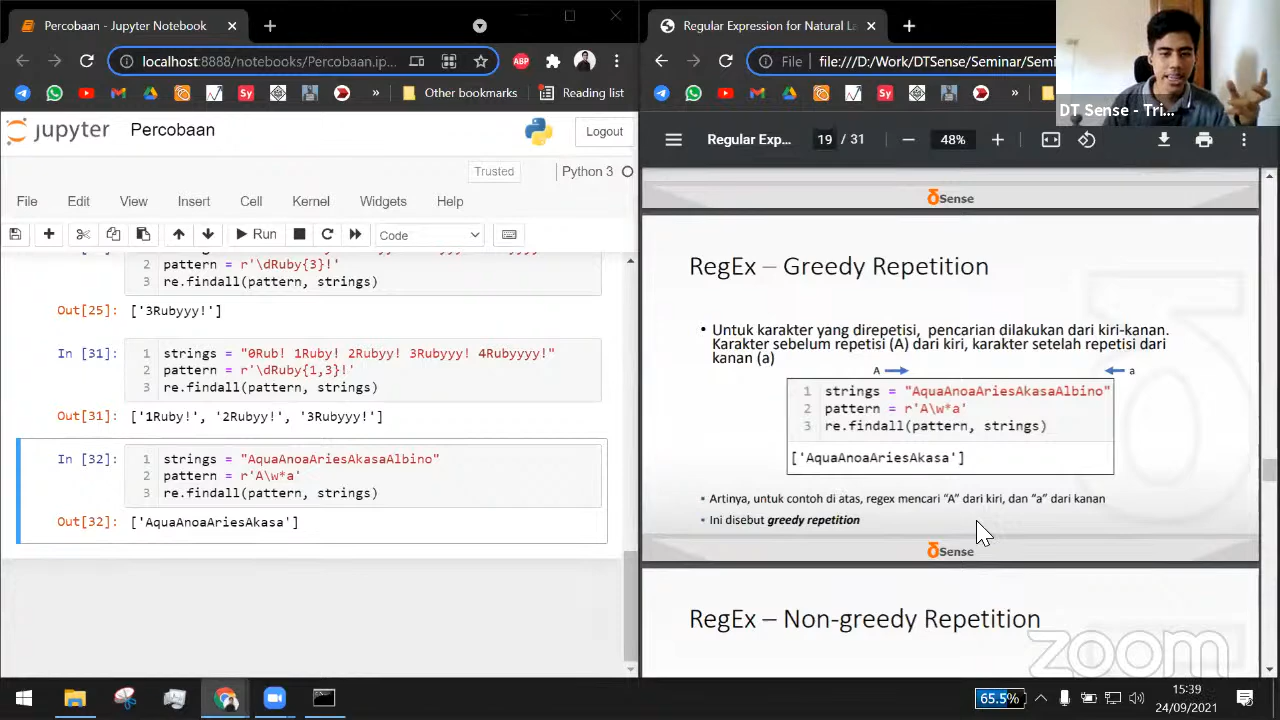 Percobaan - Jupyter Notebook
localhost:8888/notebooks/Percobaan.ip...
ABP
Sy
»
Other bookmarks
Reading list
jupyter
Percobaan
Logout
Trusted
Python 3
File
Edit
View
Insert
Cell
Kernel
Widgets
Help
Run
Code
2 pattern = r'\dRuby{3}!'
3 re.findall(pattern, strings)
Out[25]: ['3Rubyyy!']
In [31]: 1 strings = "0Rub! 1Ruby! 2Rubyy! 3Rubyyy! 4Rubyyyy!"
2 pattern = r'\dRuby{1,3}!'
3 re.findall(pattern, strings)
Out[31]: ['1Ruby!', '2Rubyy!', '3Rubyyy!']
In [32]: 1 strings = "AquaAnoaAriesAkasaAlbino"
2 pattern = r'A\w*a'
3 re.findall(pattern, strings)
Out[32]: ['AquaAnoaAriesAkasa']
Regular Expression for Natural La
File
file:///D:/Work/DTSense/Seminar/Semi
Sy
»
DT Sense - Tri...
Regular Exp...
19 / 31
48%
Sense
RegEx – Greedy Repetition
• Untuk karakter yang direpetisi, pencarian dilakukan dari kiri-kanan.
Karakter sebelum repetisi (A) dari kiri, karakter setelah repetisi dari
kanan (a)
A
a
1 strings = "AquaAnoaAriesAkasaAlbino"
2 pattern = r'A\w*a'
3 re.findall(pattern, strings)
['AquaAnoaAriesAkasa']
▪ Artinya, untuk contoh di atas, regex mencari “A” dari kiri, dan “a” dari kanan
▪ Ini disebut greedy repetition
Sense
RegEx – Non-greedy Repetition
zoom
65.5%
15:39
24/09/2021